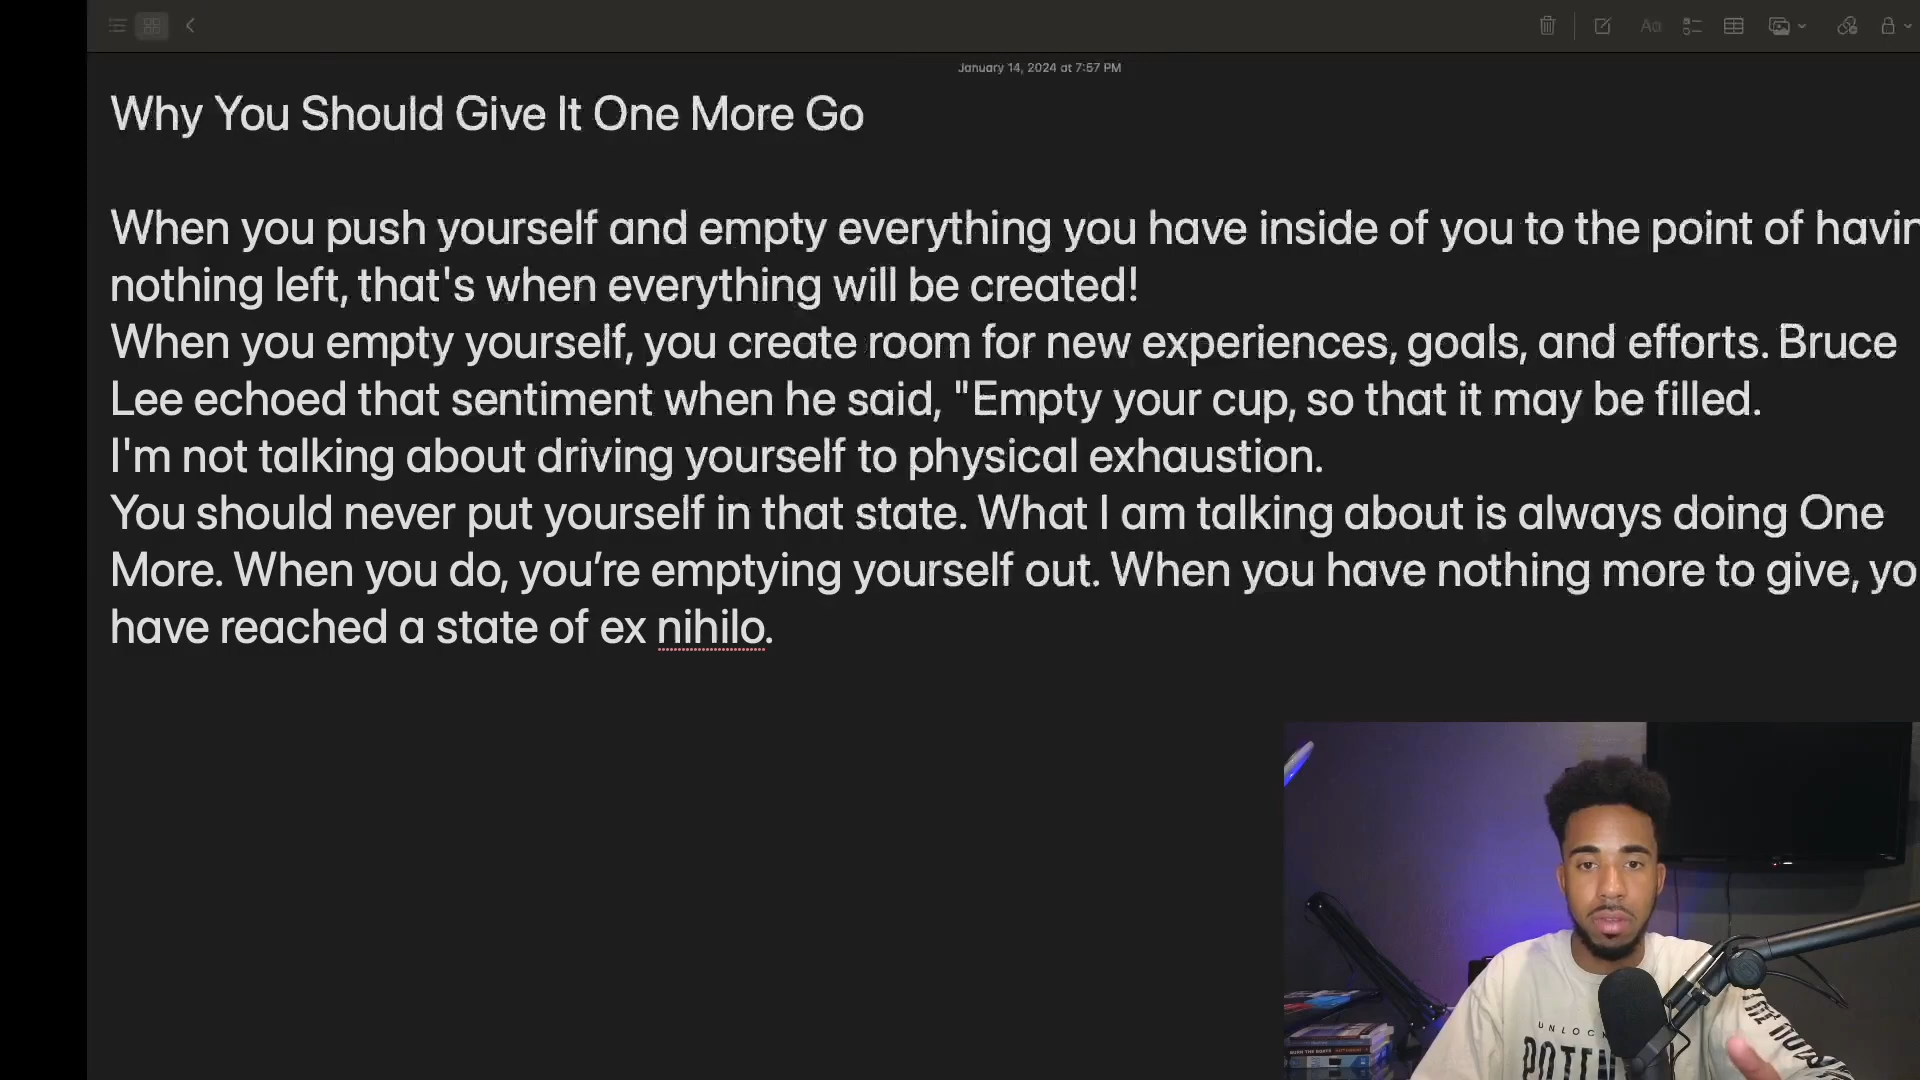 January 14, 2024 at 7:57 PM
Aa
Why You Should Give It One More Go
When you push yourself and empty everything you have inside of you to the point of havin
nothing left, that's when everything will be created!
When you empty yourself, you create room for new experiences, goals, and efforts. Bruce
Lee echoed that sentiment when he said, "Empty your cup, so that it may be filled.
I'm not talking about driving yourself to physical exhaustion.
You should never put yourself in that state. What I am talking about is always doing One
More. When you do, you’re emptying yourself out. When you have nothing more to give, yo
have reached a state of ex nihilo.
BURN THE BOATS
UNLOCK
POTEN